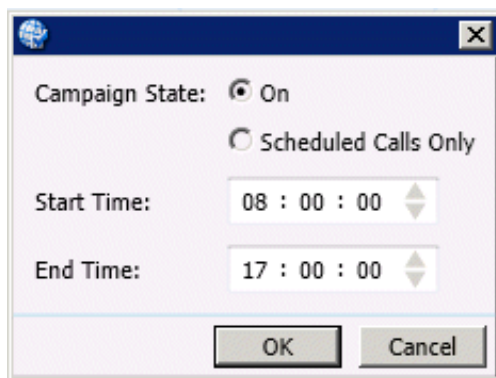 Campaign State: On
Scheduled Calls Only
Start Time: 08 : 00 : 00
End Time: 17 : 00 : 00
OK Cancel